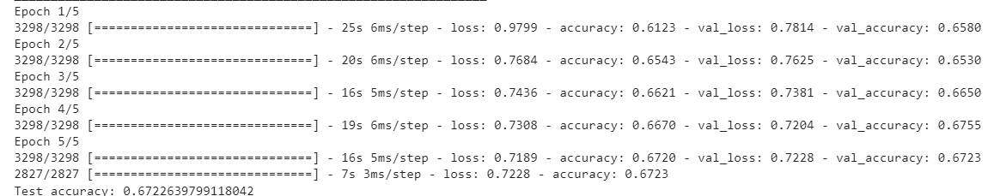 Epoch 1/5
3298/3298 [==============================] - 25s 6ms/step - loss: 0.9799 - accuracy: 0.6123 - val_loss: 0.7814 - val_accuracy: 0.6580
Epoch 2/5
3298/3298 [==============================] - 20s 6ms/step - loss: 0.7684 - accuracy: 0.6543 - val_loss: 0.7625 - val_accuracy: 0.6530
Epoch 3/5
3298/3298 [==============================] - 16s 5ms/step - loss: 0.7436 - accuracy: 0.6621 - val_loss: 0.7381 - val_accuracy: 0.6650
Epoch 4/5
3298/3298 [==============================] - 19s 6ms/step - loss: 0.7308 - accuracy: 0.6670 - val_loss: 0.7204 - val_accuracy: 0.6755
Epoch 5/5
3298/3298 [==============================] - 16s 5ms/step - loss: 0.7189 - accuracy: 0.6720 - val_loss: 0.7228 - val_accuracy: 0.6723
2827/2827 [==============================] - 7s 3ms/step - loss: 0.7228 - accuracy: 0.6723
Test accuracy: 0.6722639799118042